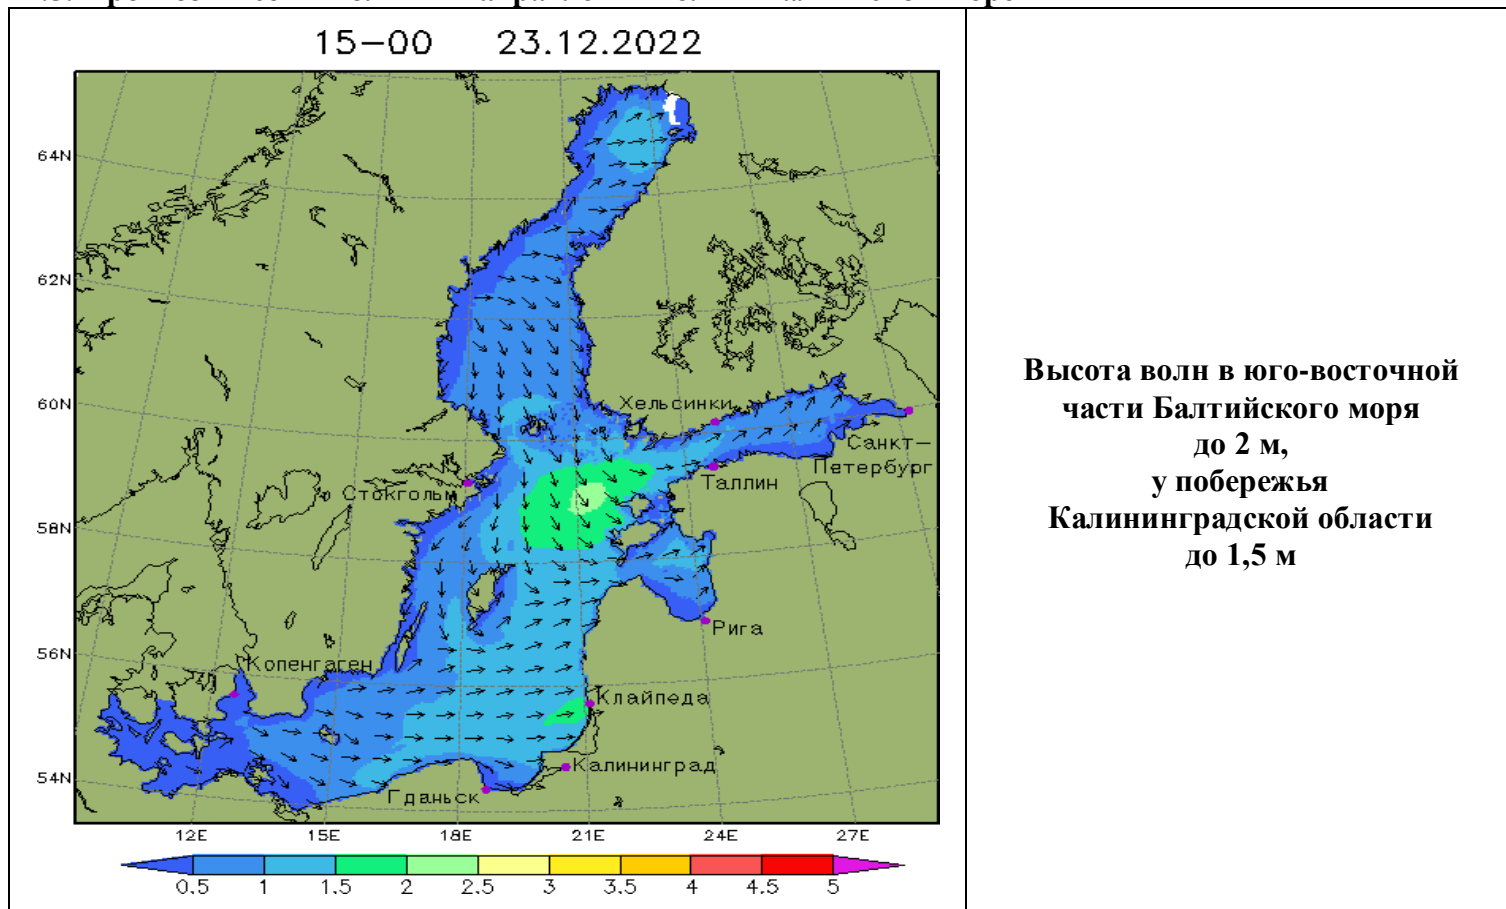 15-00 23.12.2022
64N
62N
60N
58N
56N
54N
Хельсинки
Санкт-
Петербург
Таллин
Стокгольм
Рига
Копенгаген
Клайпеда
Калининград
Гданьск
12E 15E 18E 21E 24E 27E
0.5 1 1.5 2 2.5 3 3.5 4 4.5 5
Высота волн в юго-восточной
части Балтийского моря
до 2 м,
у побережья
Калининградской области
до 1,5 м